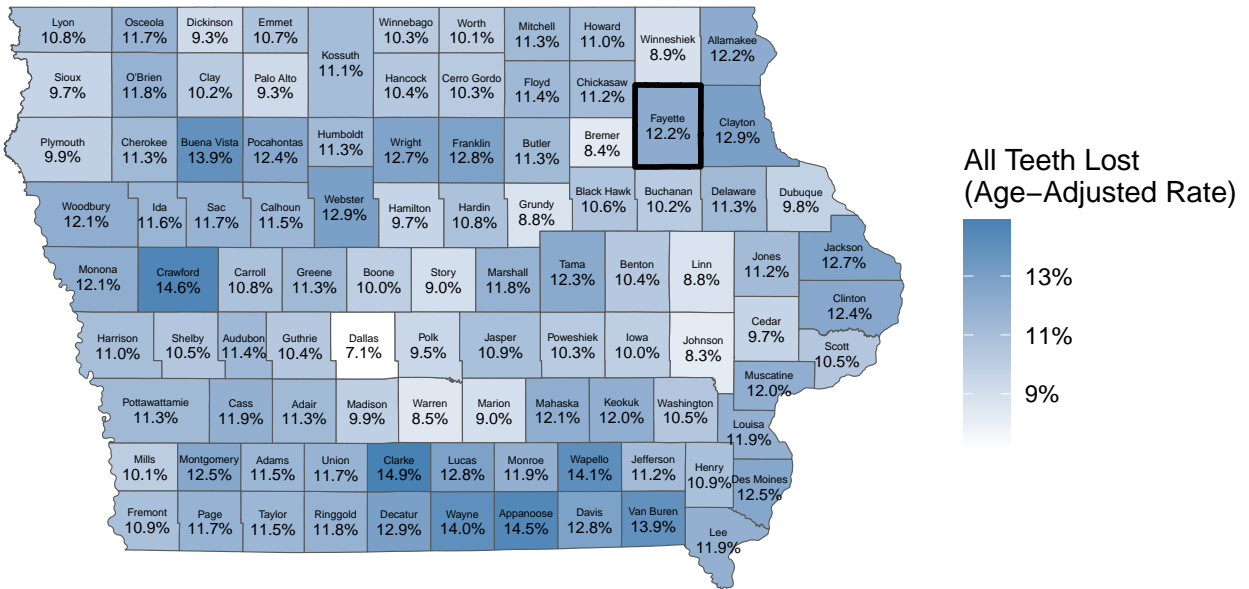 Lyon
10.8%
Osceola
11.7%
Dickinson
9.3%
Emmet
10.7%
Kossuth
11.1%
Winnebago
10.3%
Worth
10.1%
Mitchell
11.3%
Howard
11.0%
Winneshiek
8.9%
Allamakee
12.2%
Sioux
9.7%
O'Brien
11.8%
Clay
10.2%
Palo Alto
9.3%
Hancock
10.4%
Cerro Gordo
10.3%
Floyd
11.4%
Chickasaw
11.2%
Fayette
12.2%
Clayton
12.9%
Plymouth
9.9%
Cherokee
11.3%
Buena Vista
13.9%
Pocahontas
12.4%
Humboldt
11.3%
Wright
12.7%
Franklin
12.8%
Butler
11.3%
Bremer
8.4%
Woodbury
12.1%
Ida
11.6%
Sac
11.7%
Calhoun
11.5%
Webster
12.9%
Hamilton
9.7%
Hardin
10.8%
Grundy
8.8%
Black Hawk
10.6%
Buchanan
10.2%
Delaware
11.3%
Dubuque
9.8%
Monona
12.1%
Crawford
14.6%
Carroll
10.8%
Greene
11.3%
Boone
10.0%
Story
9.0%
Marshall
11.8%
Tama
12.3%
Benton
10.4%
Linn
8.8%
Jones
11.2%
Jackson
12.7%
Clinton
12.4%
Harrison
11.0%
Shelby
10.5%
Audubon
11.4%
Guthrie
10.4%
Dallas
7.1%
Polk
9.5%
Jasper
10.9%
Poweshiek
10.3%
Iowa
10.0%
Johnson
8.3%
Cedar
9.7%
Scott
10.5%
Muscatine
12.0%
Pottawattamie
11.3%
Cass
11.9%
Adair
11.3%
Madison
9.9%
Warren
8.5%
Marion
9.0%
Mahaska
12.1%
Keokuk
12.0%
Washington
10.5%
Louisa
11.9%
Mills
10.1%
Montgomery
12.5%
Adams
11.5%
Union
11.7%
Clarke
14.9%
Lucas
12.8%
Monroe
11.9%
Wapello
14.1%
Jefferson
11.2%
Henry
10.9%
Des Moines
12.5%
Fremont
10.9%
Page
11.7%
Taylor
11.5%
Ringgold
11.8%
Decatur
12.9%
Wayne
14.0%
Appanoose
14.5%
Davis
12.8%
Van Buren
13.9%
Lee
11.9%
All Teeth Lost
(Age−Adjusted Rate)
13%
11%
9%